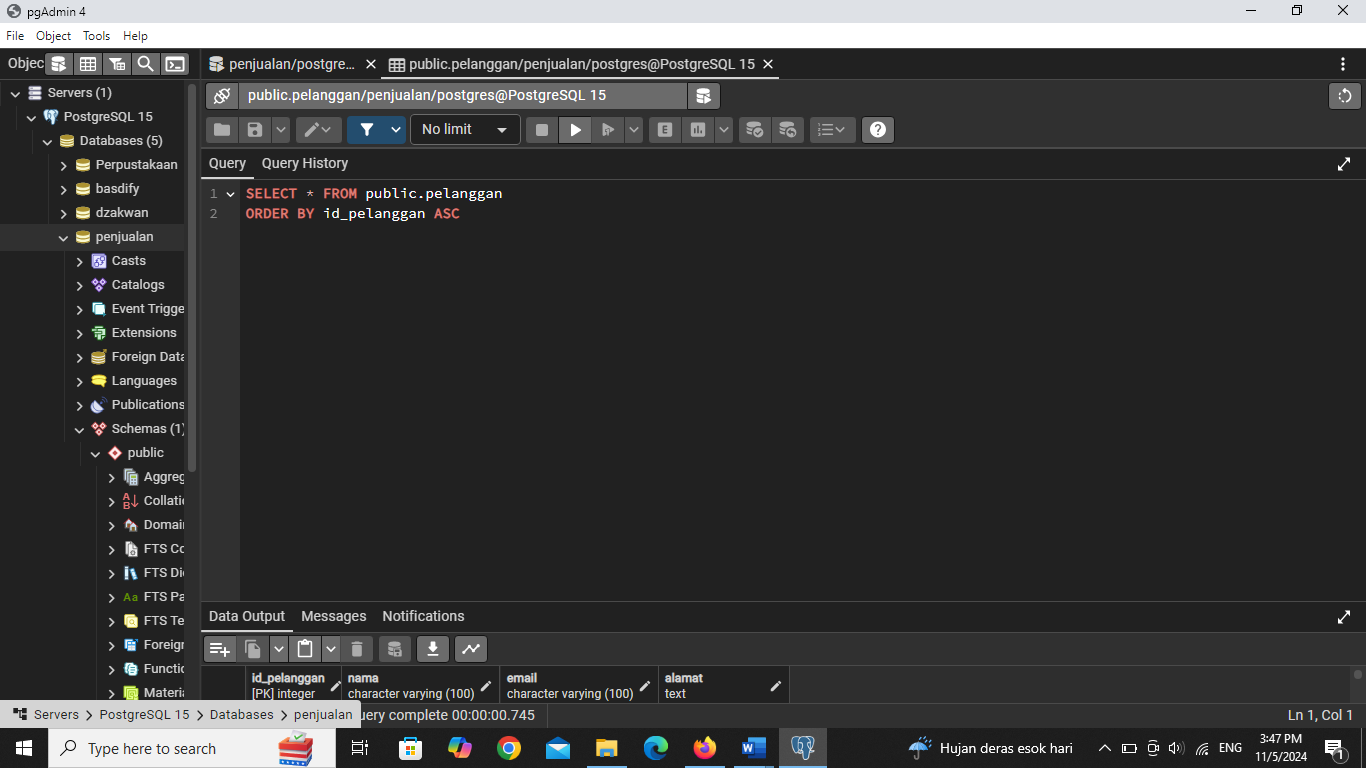 pgAdmin 4
File Object Tools Help
Objec
penjualan/postgre...
public.pelanggan/penjualan/postgres@PostgreSQL 15
Servers (1)
PostgreSQL 15
Databases (5)
Perpustakaan
basdify
dzakwan
penjualan
Casts
Catalogs
Event Trigge
Extensions
Foreign Data
Languages
Publications
Schemas (1)
public
Aggreg
Collatio
Domain
FTS Co
FTS Di
FTS Pa
FTS Te
Foreign
Functio
Materia
public.pelanggan/penjualan/postgres@PostgreSQL 15
No limit
E
Query Query History
1 SELECT * FROM public.pelanggan
2 ORDER BY id_pelanggan ASC
Data Output Messages Notifications
id_pelanggan
[PK] integer
nama
character varying (100)
email
character varying (100)
alamat
text
Servers > PostgreSQL 15 > Databases > penjualan
uery complete 00:00:00.745
Ln 1, Col 1
Type here to search
Hujan deras esok hari
ENG
3:47 PM
11/5/2024
1